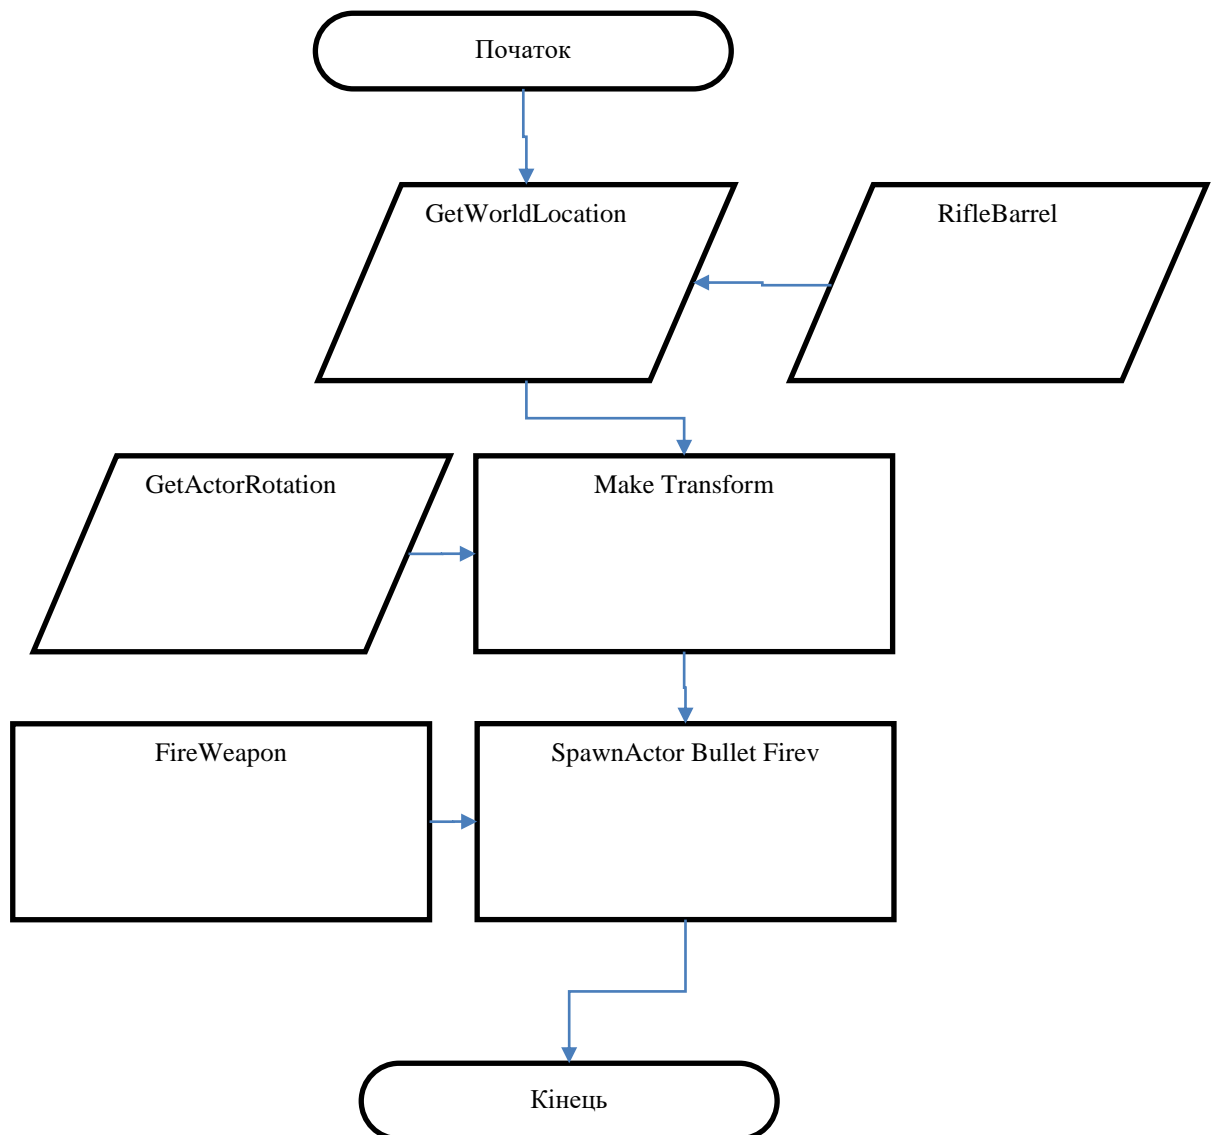 Початок
GetWorldLocation
RifleBarrel
GetActorRotation
Make Transform
FireWeapon
SpawnActor Bullet Firev
Кінець